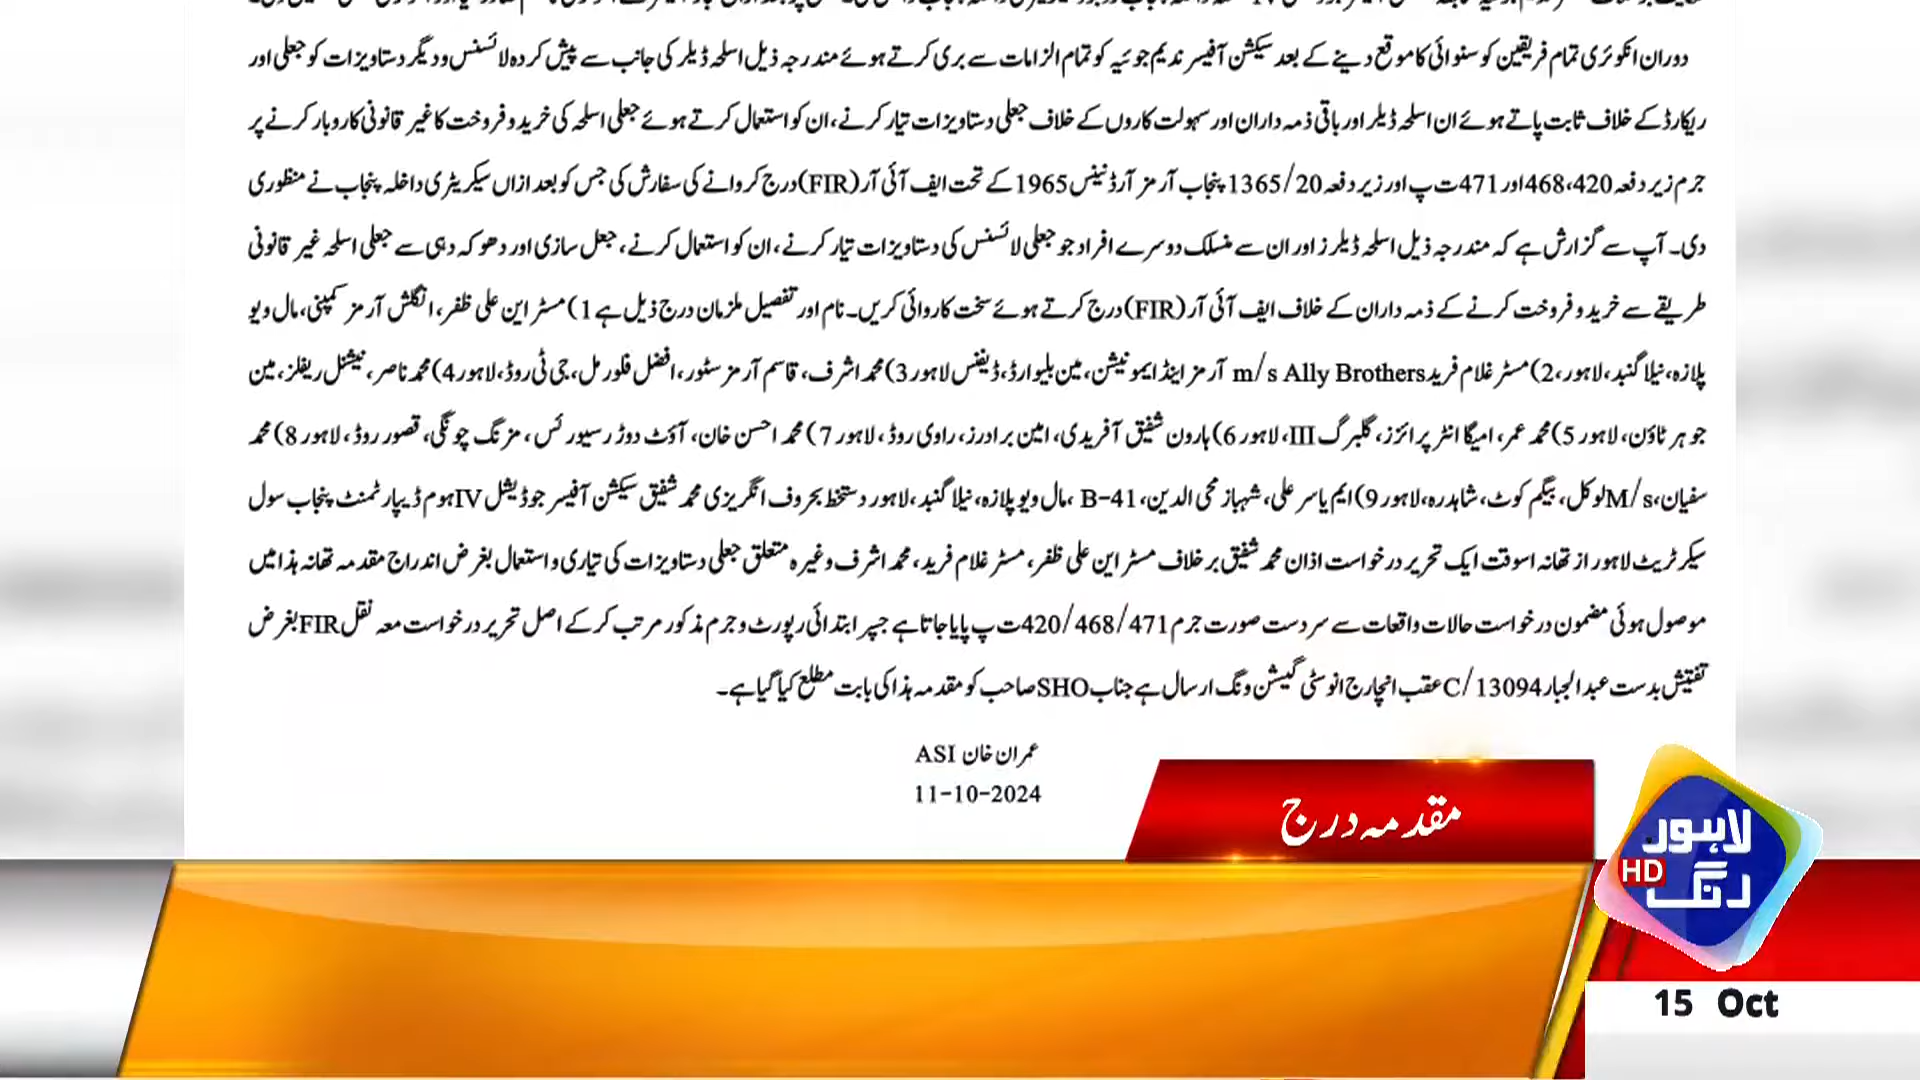 دوران انکوئری تمام فریقین کو سنوائی کا موقع دینے کے بعد سیکشن آفیسر ندیم جوئیہ کو تمام الزامات سے بری کرتے ہوئے مندرجہ ذیل اسلحہ ڈیلر کی جانب سے پیش کردہ لائسنس و دیگر دستاویزات کو جعلی اور
ریکارڈ کے خلاف ثابت پاتے ہوئے ان اسلحہ ڈیلر اور باقی ذمہ داران اور سہولت کاروں کے خلاف جعلی دستاویزات تیار کرنے، ان کو استعمال کرتے ہوئے جعلی اسلحہ کی خرید و فروخت کا غیر قانونی کاروبار کرنے پر
جرم زیر دفعہ 468،420 اور 471 ت پ اور زیر دفعہ 1365/20 پنجاب آرمز آرڈنینس 1965 کے تحت ایف آئی آر (FIR) درج کروانے کی سفارش کی جس کو بعد ازاں سیکریٹری داخلہ پنجاب نے منظوری
دی۔ آپ سے گزارش ہے کہ مندرجہ ذیل اسلحہ ڈیلرز اور ان سے منسلک دوسرے افراد جو جعلی لائسنس کی دستاویزات تیار کرنے، ان کو استعمال کرنے، جعل سازی اور دھوکہ دہی سے جعلی اسلحہ غیر قانونی
طریقے سے خرید و فروخت کرنے کے ذمہ داران کے خلاف ایف آئی آر (FIR) درج کرتے ہوئے سخت کاروائی کریں۔ نام اور تفصیل ملزمان درج ذیل ہے 1) مسٹر این علی ظفر، انگلش آرمز کمپنی، مال ویو
پلازہ، نیلا گنبد، لاہور، 2) مسٹر غلام فرید m/s Ally Brothers آرمز اینڈ ایمونیشن، مین بلیوارڈ، ڈیفنس لاہور 3) محمد اشرف، قاسم آرمز سٹور، افضل فلور مل، جی ٹی روڈ، لاہور 4) محمد ناصر، نیشنل ریفلز، مین
جوہر ٹاؤن، لاہور 5) محمد عمر، امیگا انٹرپرائزز، گلبرگ III، لاہور 6) ہارون شفیق آفریدی، امین برادرز، راوی روڈ، لاہور 7) محمد احسن خان، آؤٹ دوڑ رسیورئس، مزنگ چونگی، قصور روڈ، لاہور 8) محمد
سفیان، M/s لوکل، بیگم کوٹ، شاہدرہ، لاہور 9) ایم یاسر علی، شہباز محی الدین، B-41، مال ویو پلازہ، نیلا گنبد، لاہور دستخط بحروف انگریزی محمد شفیق سیکشن آفیسر جوڈیشل IV ہوم ڈیپارٹمنٹ پنجاب سول
سیکرٹریٹ لاہور از تھانہ اسوقت ایک تحریر درخواست اذان محمد شفیق برخلاف مسٹر این علی ظفر، مسٹر غلام فرید، محمد اشرف وغیرہ متعلق جعلی دستاویزات کی تیاری و استعمال بغرض اندراج مقدمہ تھانہ ہذا میں
موصول ہوئی مضمون درخواست حالات واقعات سے سر دست صورت جرم 420/468/471 ت پ پایا جاتا ہے جسپر ابتدائی رپورٹ و جرم مذکور مرتب کر کے اصل تحریر درخواست معہ نقل FIR بغرض
تفتیش بدست عبدالجبار 13094/C عقب انچارج انوسٹی گیشن ونگ ارسال ہے جناب SHO صاحب کو مقدمہ ہذا کی بابت مطلع کیا گیا ہے۔
عمران خان ASI
11-10-2024
مقدمہ درج
لاہور
HD
رنگ
15 Oct